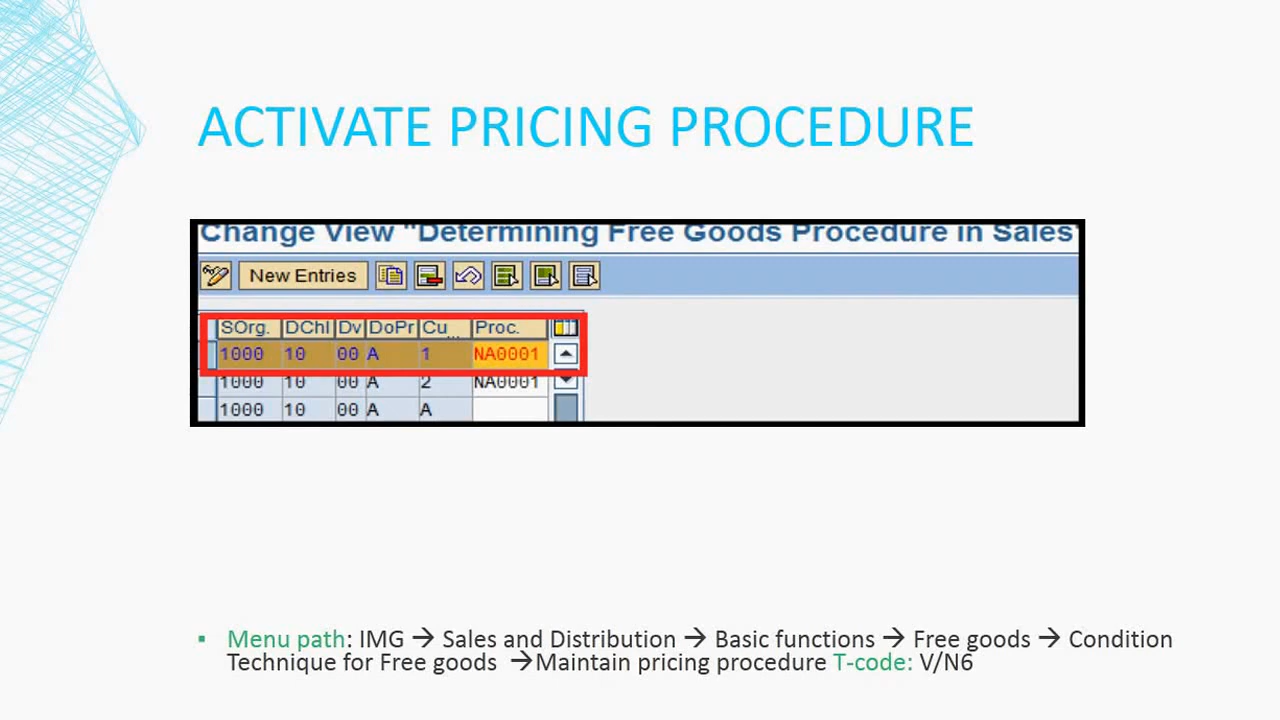 ACTIVATE PRICING PROCEDURE
Change View "Determining Free Goods Procedure in Sales"
New Entries
SOrg. DChl Dv DoPr Cu... Proc.
1000 10 00 A 1 NA0001
1000 10 00 A 2 NA0001
1000 10 00 A A
▪ Menu path: IMG → Sales and Distribution → Basic functions → Free goods → Condition
Technique for Free goods →Maintain pricing procedure T-code: V/N6